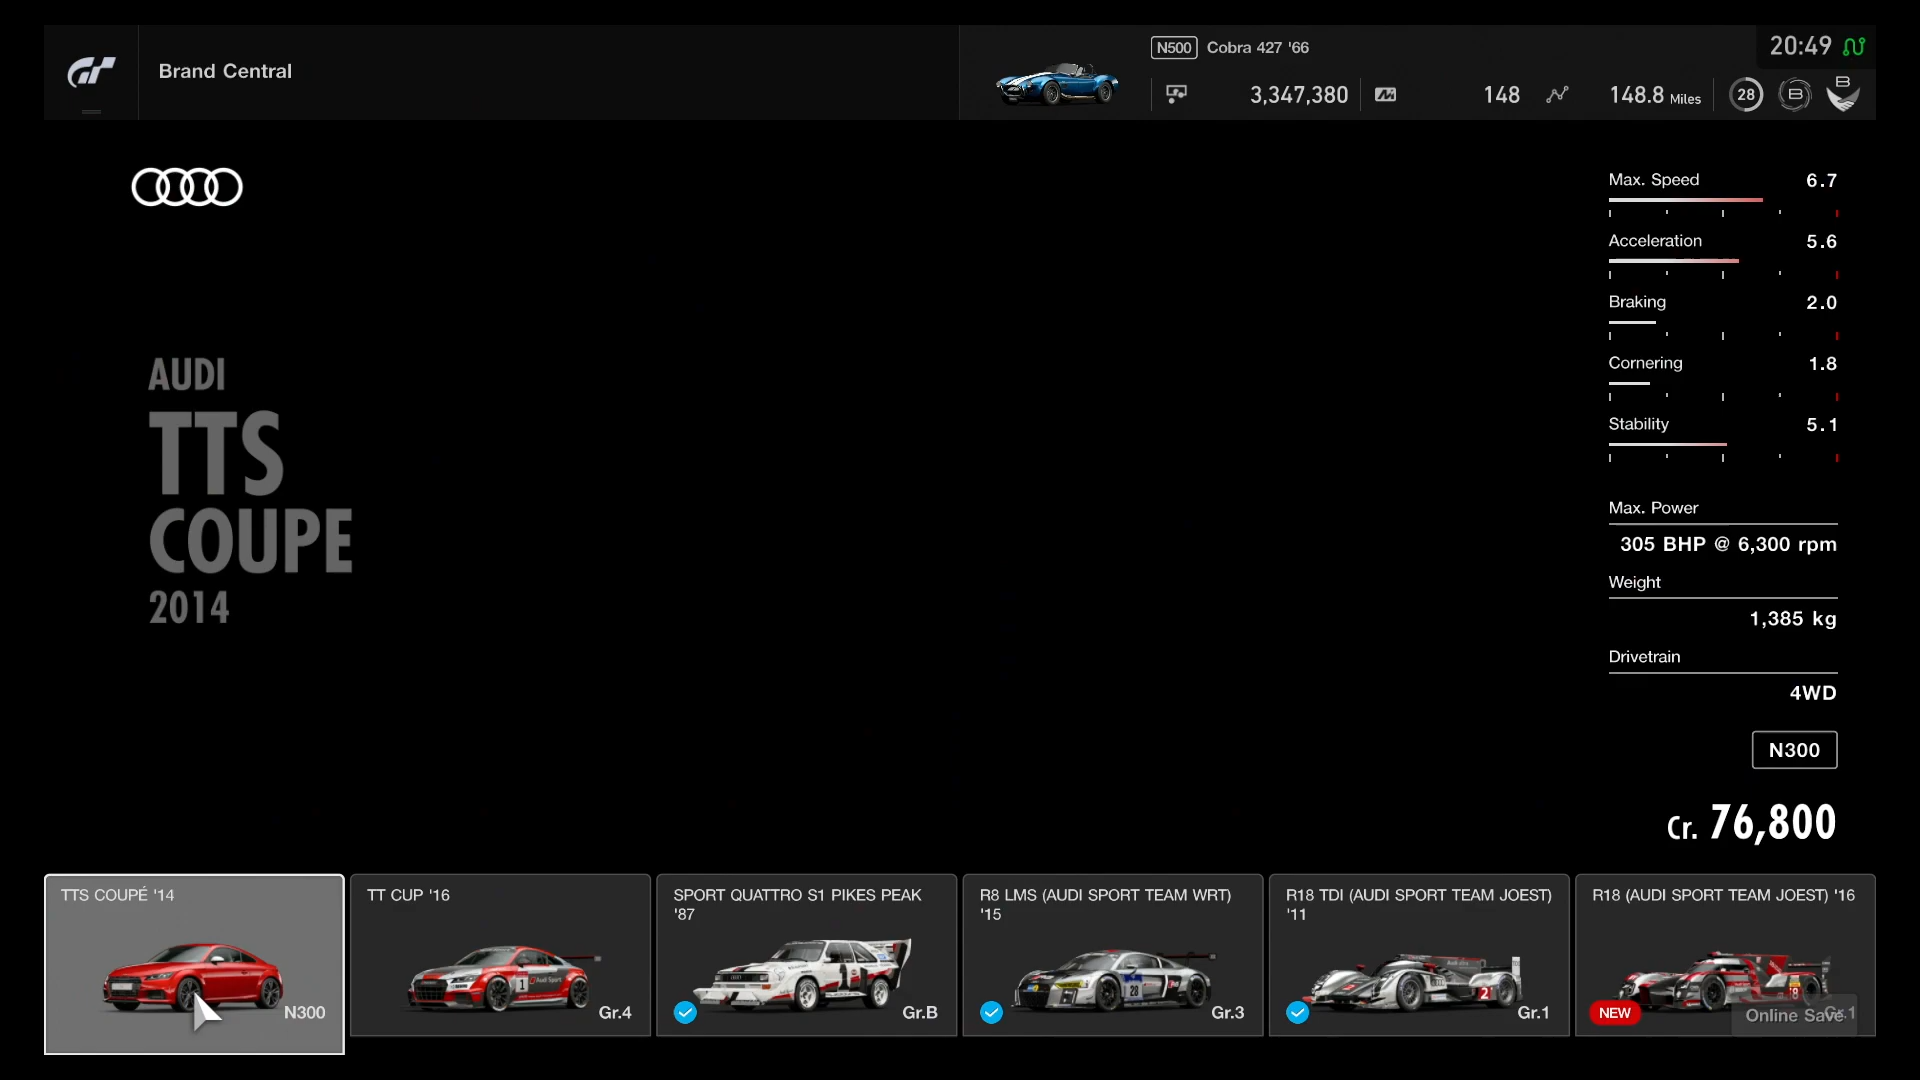 Brand Central
N500 Cobra 427 '66
20:49
3,347,380
148
148.8 Miles
28
B
B
Max. Speed 6.7
Acceleration 5.6
Braking 2.0
Cornering 1.8
Stability 5.1
AUDI
TTS
COUPE
2014
Max. Power
305 BHP @ 6,300 rpm
Weight
1,385 kg
Drivetrain
4WD
N300
Cr. 76,800
TTS COUPÉ '14
N300
TT CUP '16
Gr.4
SPORT QUATTRO S1 PIKES PEAK
'87
Gr.B
R8 LMS (AUDI SPORT TEAM WRT)
'15
Gr.3
R18 TDI (AUDI SPORT TEAM JOEST)
'11
Gr.1
R18 (AUDI SPORT TEAM JOEST) '16
NEW
Gr.1
Online Save